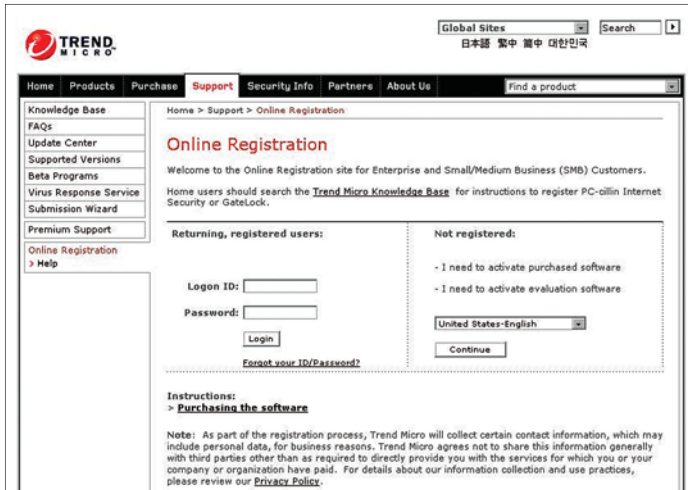 TREND
MICRO
Global Sites
Search
日本語 繁中 簡中 대한민국
Home Products Purchase Support Security Info Partners About Us
Find a product
Knowledge Base
FAQs
Update Center
Supported Versions
Beta Programs
Virus Response Service
Submission Wizard
Premium Support
Online Registration
> Help
Home > Support > Online Registration
Online Registration
Welcome to the Online Registration site for Enterprise and Small/Medium Business (SMB) Customers.
Home users should search the Trend Micro Knowledge Base for instructions to register PC-cillin Internet
Security or GateLock.
Returning, registered users:
Logon ID:
Password:
Login
Forgot your ID/Password?
Not registered:
- I need to activate purchased software
- I need to activate evaluation software
United States-English
Continue
Instructions:
> Purchasing the software
Note: As part of the registration process, Trend Micro will collect certain contact information, which may
include personal data, for business reasons. Trend Micro agrees not to share this information generally
with third parties other than as required to directly provide you with the services for which you or your
company or organization have paid. For details about our information collection and use practices,
please review our Privacy Policy.